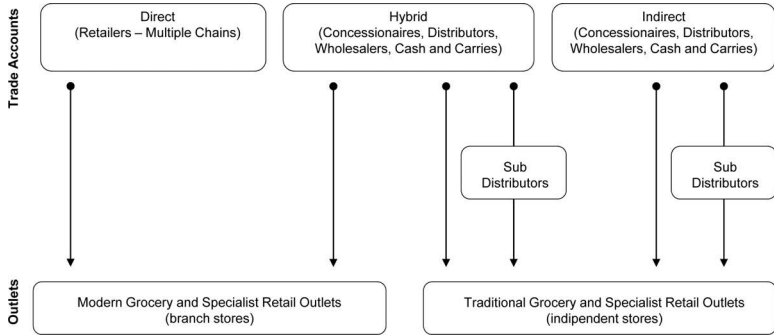 Trade Accounts
Direct
(Retailers – Multiple Chains)
Hybrid
(Concessionaires, Distributors,
Wholesalers, Cash and Carries)
Indirect
(Concessionaires, Distributors,
Wholesalers, Cash and Carries)
Sub
Distributors
Sub
Distributors
Outlets
Modern Grocery and Specialist Retail Outlets
(branch stores)
Traditional Grocery and Specialist Retail Outlets
(indipendent stores)